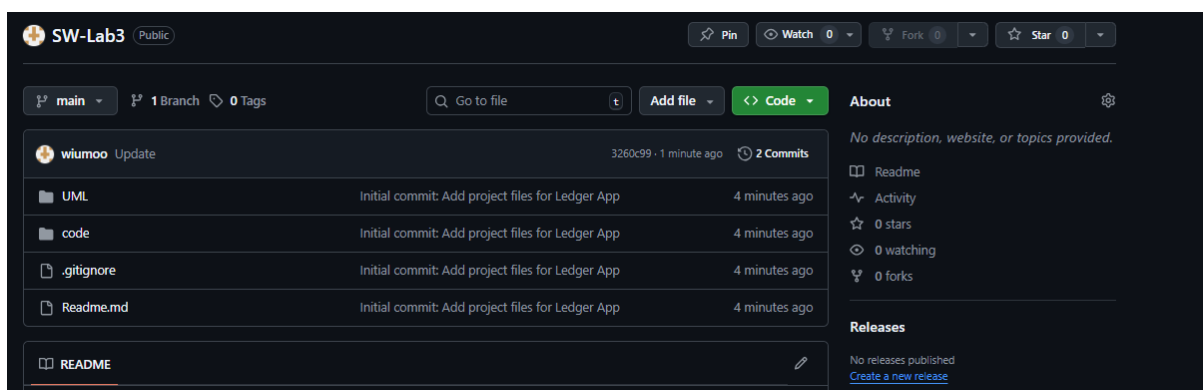 SW-Lab3 Public
Pin Watch 0 Fork 0 Star 0
main 1 Branch 0 Tags Go to file t Add file Code
wiumoo Update 3260c99 · 1 minute ago 2 Commits
UML Initial commit: Add project files for Ledger App 4 minutes ago
code Initial commit: Add project files for Ledger App 4 minutes ago
.gitignore Initial commit: Add project files for Ledger App 4 minutes ago
Readme.md Initial commit: Add project files for Ledger App 4 minutes ago
README
About
No description, website, or topics provided.
Readme
Activity
0 stars
0 watching
0 forks
Releases
No releases published
Create a new release